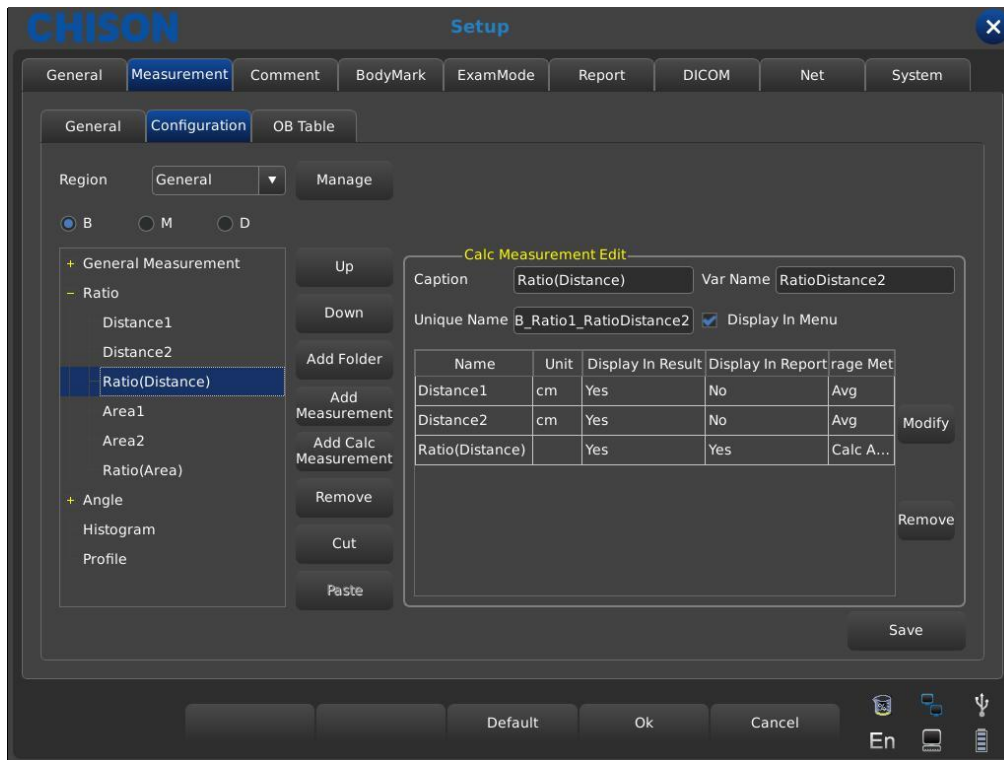 CHISON
Setup
General Measurement Comment BodyMark ExamMode Report DICOM Net System
General Configuration OB Table
Region General Manage
B M D
+ General Measurement
- Ratio
Distance1
Distance2
Ratio(Distance)
Area1
Area2
Ratio(Area)
+ Angle
Histogram
Profile
Up
Down
Add Folder
Add
Measurement
Add Calc
Measurement
Remove
Cut
Paste
Calc Measurement Edit
Caption Ratio(Distance) Var Name RatioDistance2
Unique Name B_Ratio1_RatioDistance2 Display In Menu
Name Unit Display In Result Display In Report rage Met
Distance1 cm Yes No Avg
Distance2 cm Yes No Avg
Ratio(Distance) Yes Yes Calc A...
Modify
Remove
Save
Default Ok Cancel
En